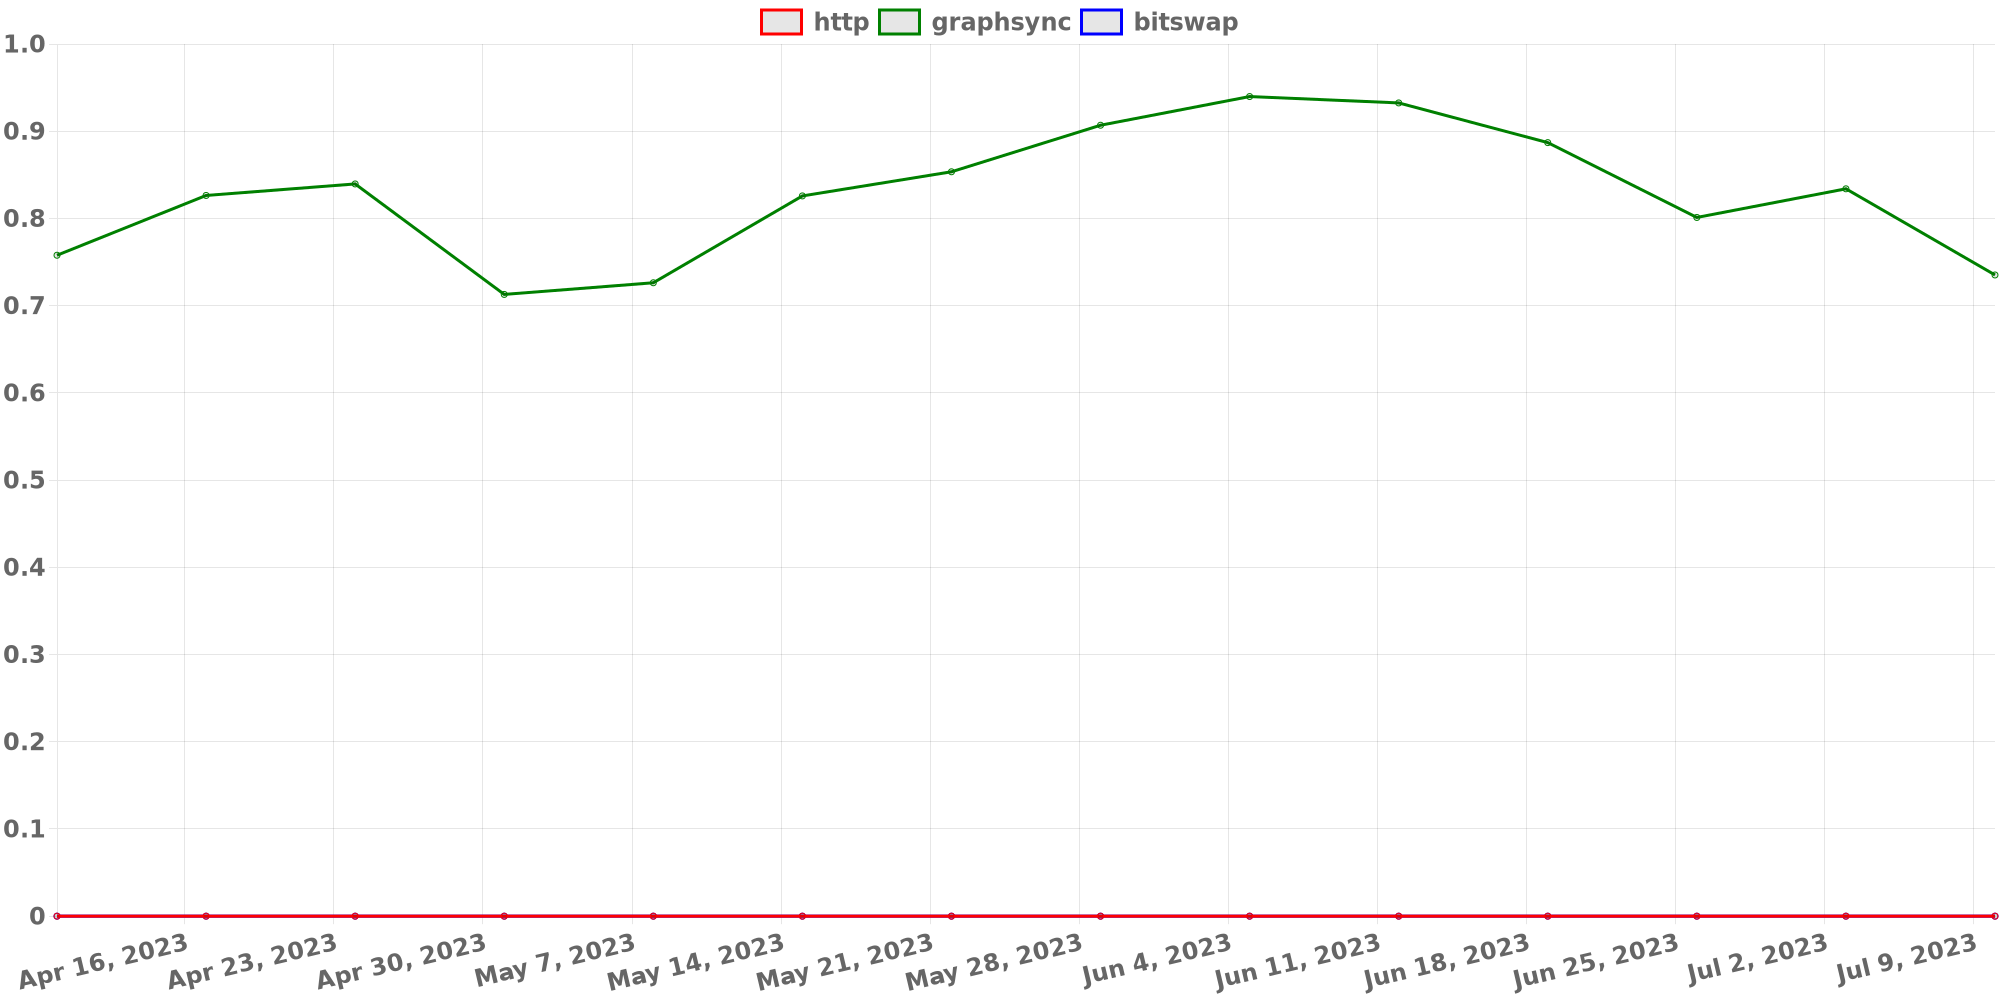 http graphsync bitswap
1.0
0.9
0.8
0.7
0.6
0.5
0.4
0.3
0.2
0.1
0
Apr 16, 2023
Apr 23, 2023
Apr 30, 2023
May 7, 2023
May 14, 2023
May 21, 2023
May 28, 2023
Jun 4, 2023
Jun 11, 2023
Jun 18, 2023
Jun 25, 2023
Jul 2, 2023
Jul 9, 2023